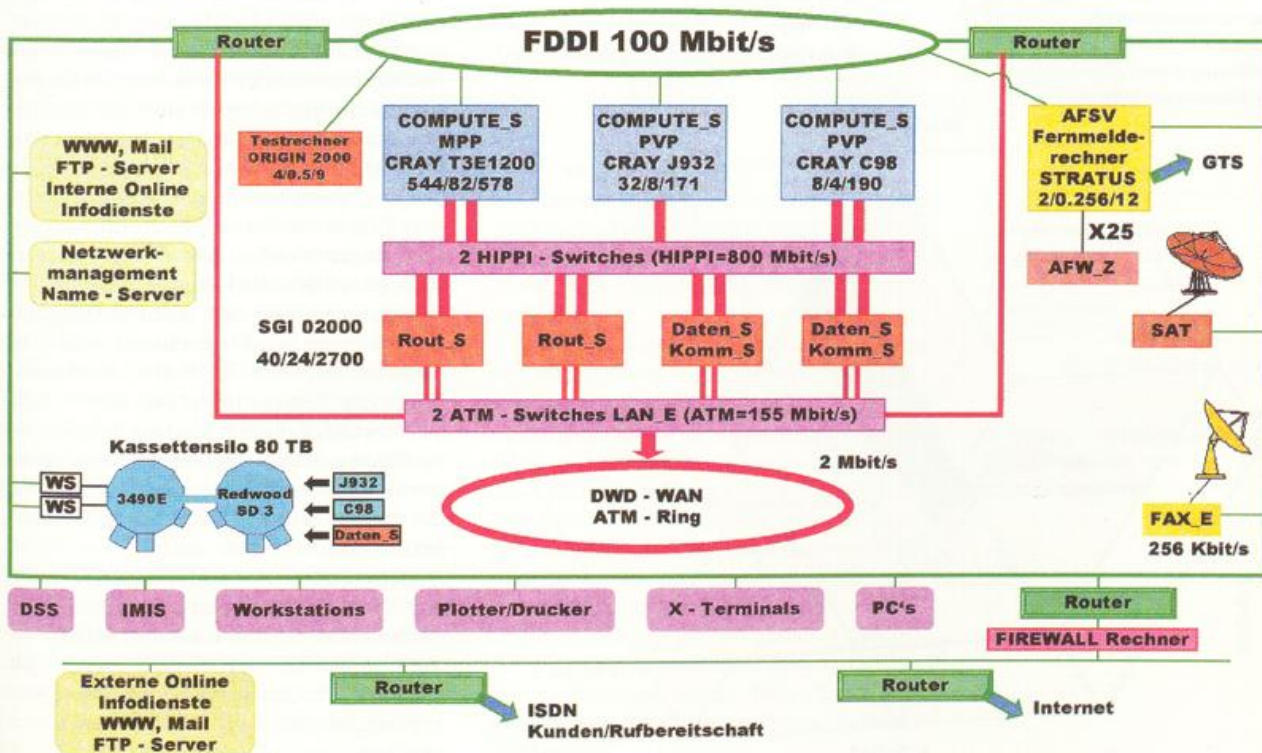 Router
FDDI 100 Mbit/s
Router
Testrechner
ORIGIN 2000
4/0.5/9
COMPUTE_S
MPP
CRAY T3E1200
544/82/578
COMPUTE_S
PVP
CRAY J932
32/8/171
COMPUTE_S
PVP
CRAY C98
8/4/190
AFSV
Fernmelde-
rechner
STRATUS
2/0.256/12
GTS
WWW, Mail
FTP - Server
Interne Online
Infodienste
X25
AFW_Z
Netzwerk-
management
Name - Server
2 HIPPI - Switches (HIPPI=800 Mbit/s)
SGI 02000
40/24/2700
Rout_S
Rout_S
Daten_S
Komm_S
Daten_S
Komm_S
SAT
2 ATM - Switches LAN_E (ATM=155 Mbit/s)
Kassettensilo 80 TB
2 Mbit/s
WS
WS
3490E
Redwood
SD 3
J932
C98
Daten_S
DWD - WAN
ATM - Ring
FAX_E
256 Kbit/s
DSS
IMIS
Workstations
Plotter/Drucker
X - Terminals
PC's
Router
FIREWALL Rechner
Externe Online
Infodienste
WWW, Mail
FTP - Server
Router
ISDN
Kunden/Rufbereitschaft
Router
Internet